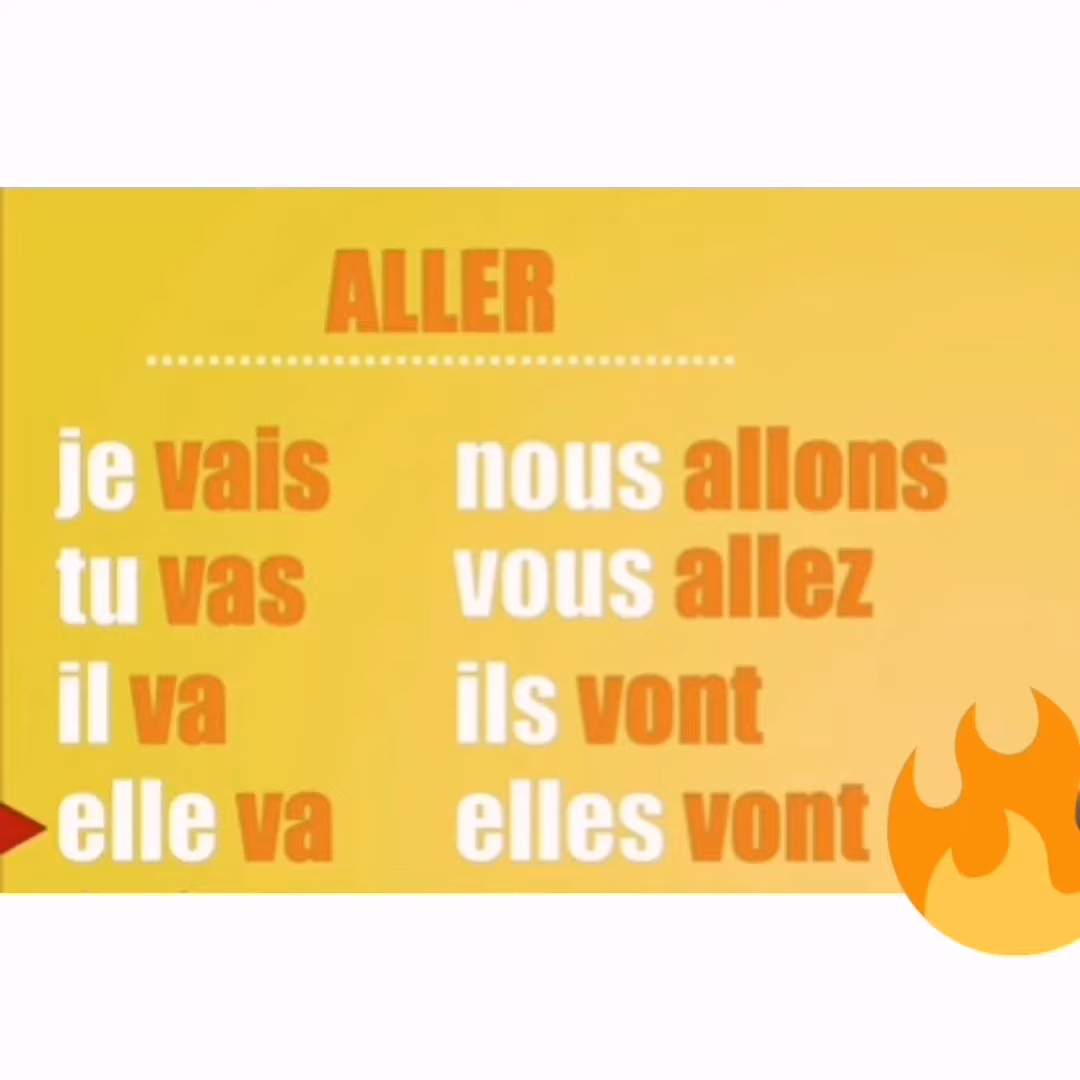 ALLER
je vais
tu vas
il va
elle va
nous allons
vous allez
ils vont
elles vont